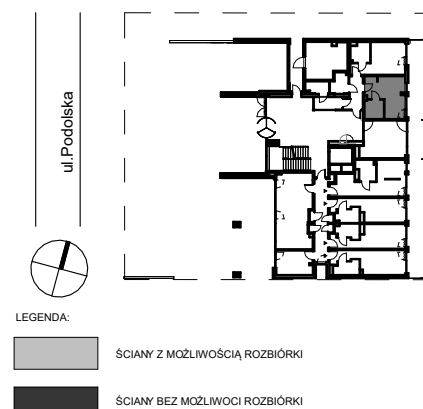 ul.Podolska
LEGENDA:
ŚCIANY Z MOŻLIWOŚCIĄ ROZBIÓRKI
ŚCIANY BEZ MOŻLIWOCI ROZBIÓRKI